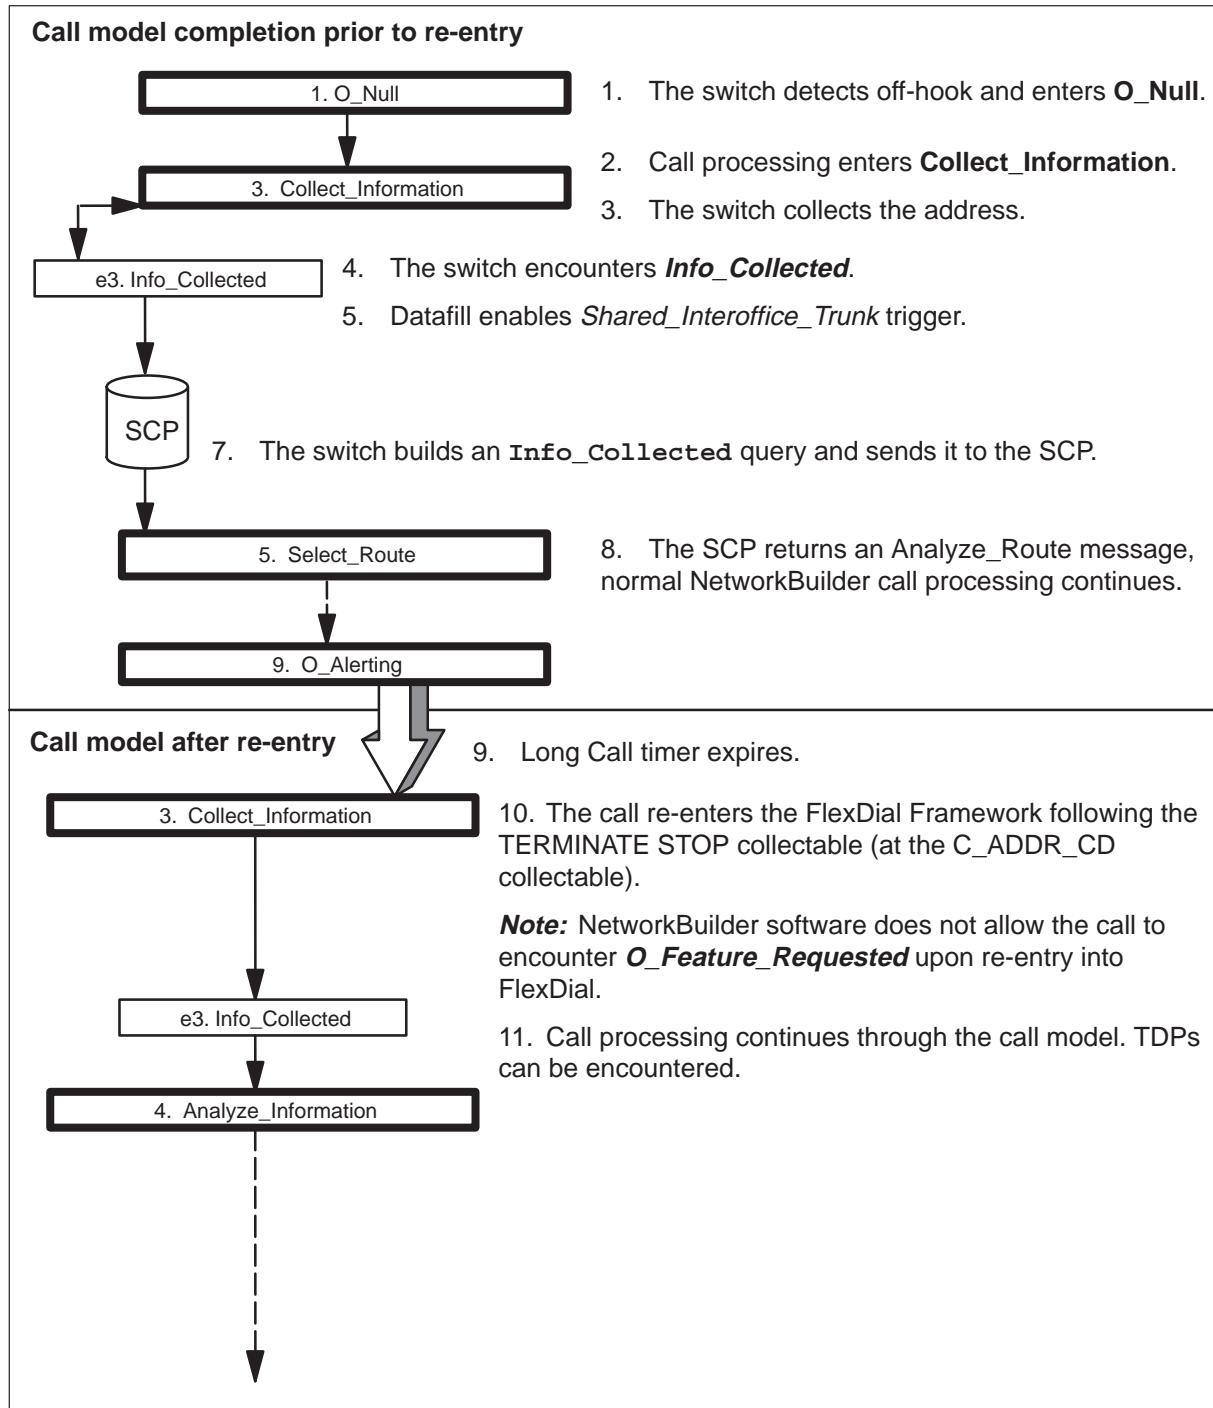 Call model completion prior to re-entry
1. O_Null
1. The switch detects off-hook and enters O_Null.
2. Call processing enters Collect_Information.
3. Collect_Information
3. The switch collects the address.
e3. Info_Collected
4. The switch encounters Info_Collected.
5. Datafill enables Shared_Interoffice_Trunk trigger.
SCP
7. The switch builds an Info_Collected query and sends it to the SCP.
5. Select_Route
8. The SCP returns an Analyze_Route message,
normal NetworkBuilder call processing continues.
9. O_Alerting
Call model after re-entry
9. Long Call timer expires.
3. Collect_Information
10. The call re-enters the FlexDial Framework following the
TERMINATE STOP collectable (at the C_ADDR_CD
collectable).
Note: NetworkBuilder software does not allow the call to
encounter O_Feature_Requested upon re-entry into
FlexDial.
e3. Info_Collected
11. Call processing continues through the call model. TDPs
can be encountered.
4. Analyze_Information